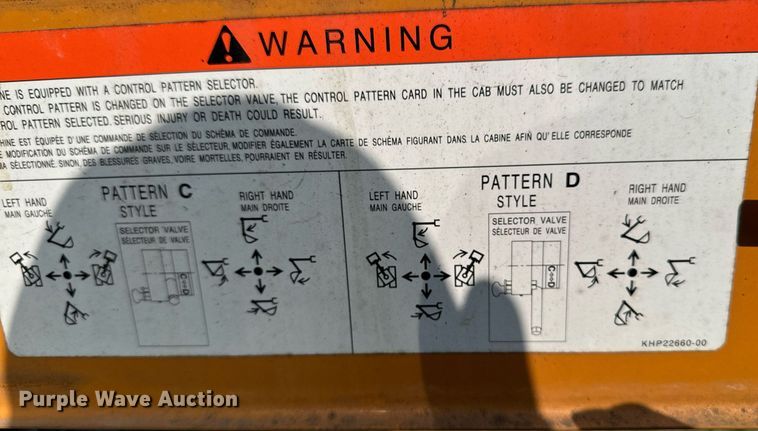 WARNING
NE IS EQUIPPED WITH A CONTROL PATTERN SELECTOR.
CONTROL PATTERN IS CHANGED ON THE SELECTOR VALVE, THE CONTROL PATTERN CARD IN THE CAB MUST ALSO BE CHANGED TO MATCH
ROL PATTERN SELECTED. SERIOUS INJURY OR DEATH COULD RESULT.
HINE EST ÉQUIPÉE D'UNE COMMANDE DE SÉLECTION DU SCHÉMA DE COMMANDE.
E MODIFICATION DU SCHÉMA DE COMMANDE SUR LE SÉLECTEUR, MODIFIER ÉGALEMENT LA CARTE DE SCHÉMA FIGURANT DANS LA CABINE AFIN QU'ELLE CORRESPONDE
MA SÉLECTIONNÉ. SINON, DES BLESSURES GRAVES, VOIRE MORTELLES, POURRAIENT EN RÉSULTER.
PATTERN C
STYLE
LEFT HAND
MAIN GAUCHE
RIGHT HAND
MAIN DROITE
SELECTOR VALVE
SÉLECTEUR DE VALVE
C⇔D
PATTERN D
STYLE
LEFT HAND
MAIN GAUCHE
RIGHT HAND
MAIN DROITE
SELECTOR VALVE
SÉLECTEUR DE VALVE
C⇔D
KHP22660-00
Purple Wave Auction